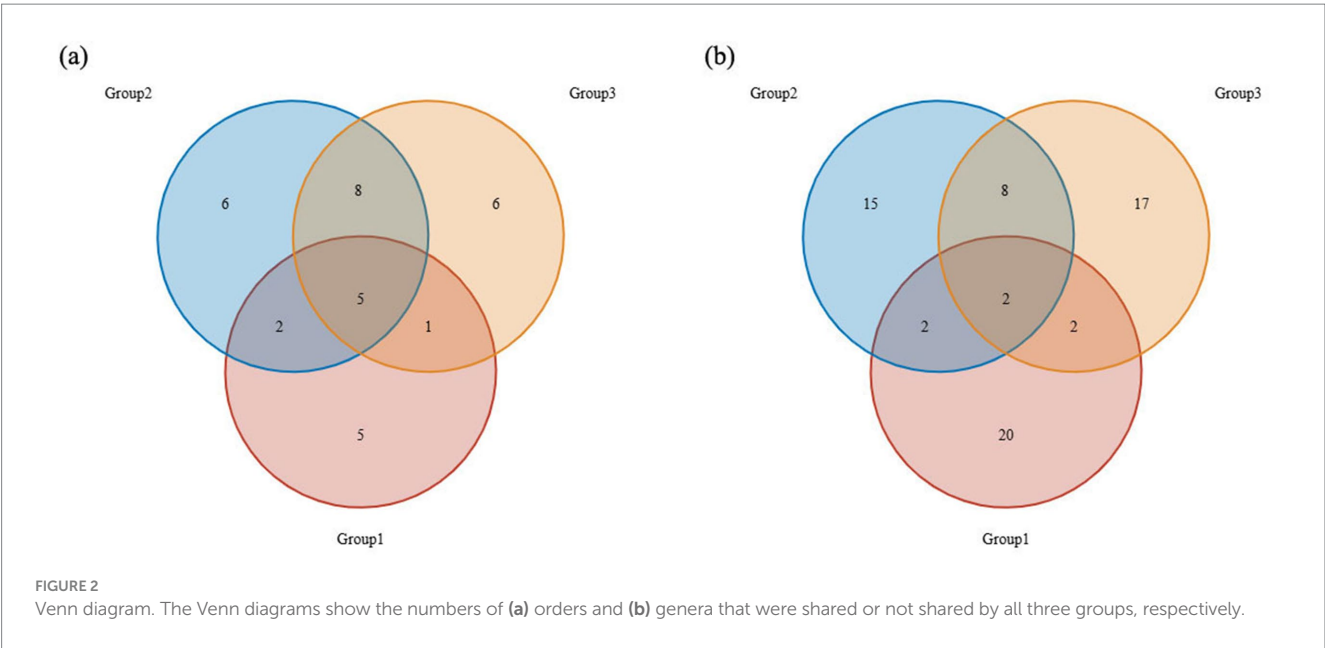 (a)
Group2
Group3
6
8
6
5
2
1
5
Group1
(b)
Group2
Group3
15
8
17
2
2
2
20
Group1
FIGURE 2
Venn diagram. The Venn diagrams show the numbers of (a) orders and (b) genera that were shared or not shared by all three groups, respectively.